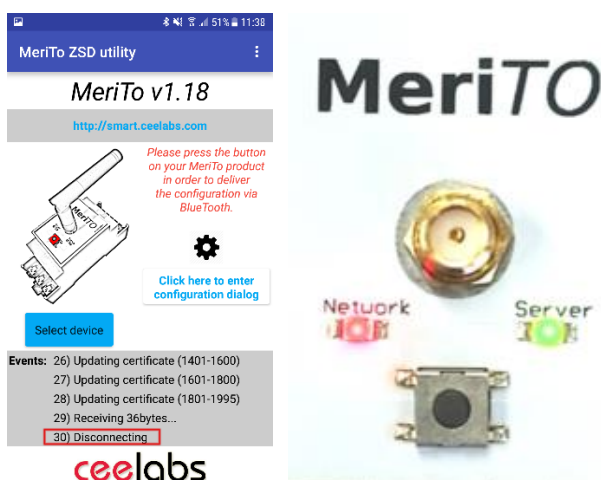 51% 11:38
MeriTo ZSD utility
MeriTo v1.18
http://smart.ceelabs.com
Please press the button
on your MeriTo product
in order to deliver
the configuration via
BlueTooth.
MeriTO
Click here to enter
configuration dialog
Select device
Events: 26) Updating certificate (1401-1600)
27) Updating certificate (1601-1800)
28) Updating certificate (1801-1995)
29) Receiving 36bytes...
30) Disconnecting
ceelabs
MeriTO
Network
Server